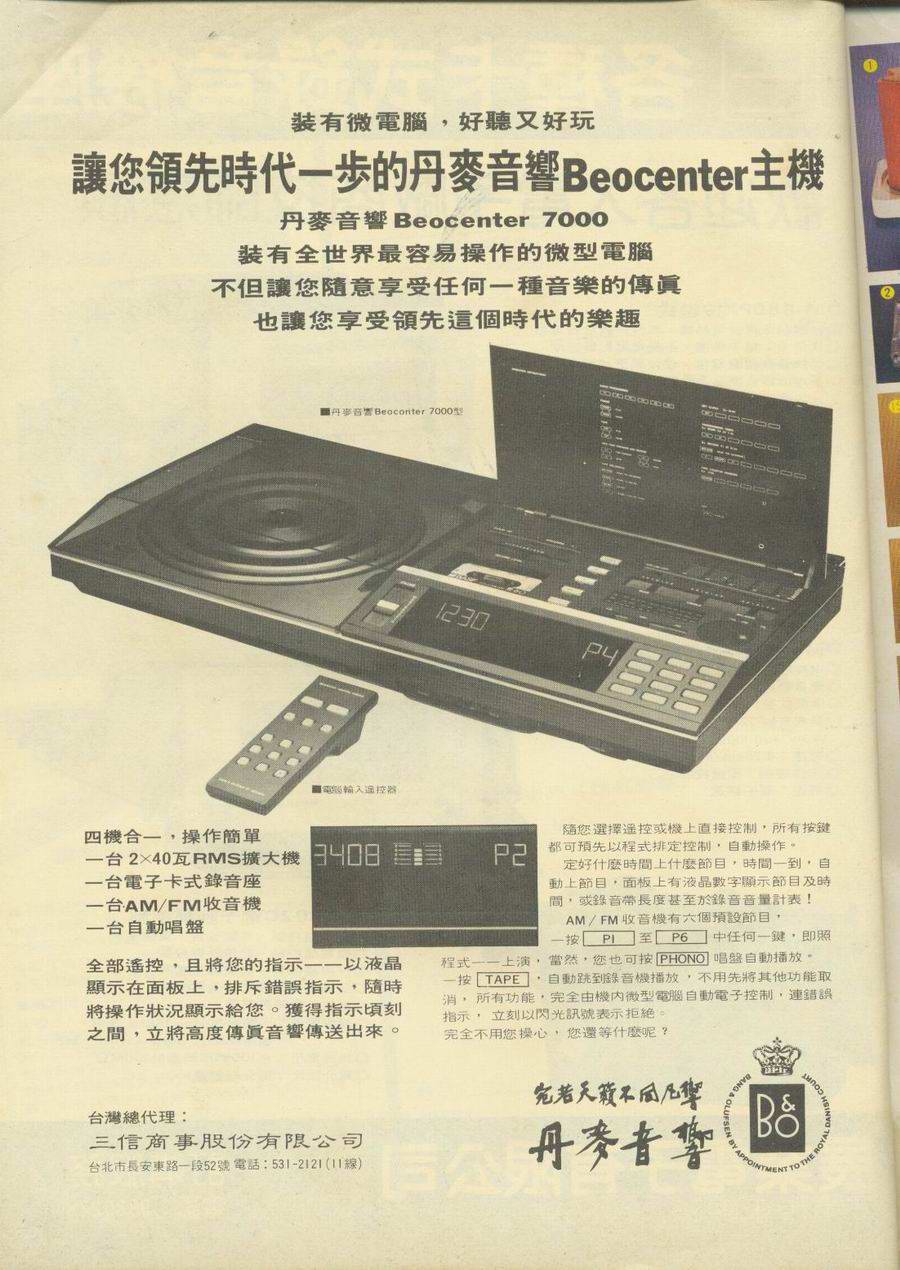 裝有微電腦，好聽又好玩
讓您領先時代一步的丹麥音響Beocenter主機
丹麥音響Beocenter 7000
裝有全世界最容易操作的微型電腦
不但讓您隨意享受任何一種音樂的傳眞
也讓您享受領先這個時代的樂趣
■丹麥音響Beoconter 7000型
1230
P4
■電腦輸入遙控器
四機合一，操作簡單
一台2×40瓦RMS擴大機
一台電子卡式錄音座
一台AM/FM收音機
一台自動唱盤
3408
P2
全部遙控，且將您的指示——以液晶
顯示在面板上，排斥錯誤指示，隨時
將操作狀況顯示給您。獲得指示頃刻
之間，立將高度傳眞音響傳送出來。
隨您選擇遙控或機上直接控制，所有按鍵
都可預先以程式排定控制，自動操作。
定好什麼時間上什麼節目，時間一到，自
動上節目，面板上有液晶數字顯示節目及時
間，或錄音帶長度甚至於錄音音量計表！
AM／FM收音機有六個預設節目，
一按 P1 至 P6 中任何一鍵，即照
程式一一上演，當然，您也可按 PHONO 唱盤自動播放。
一按 TAPE ，自動跳到錄音機播放，不用先將其他功能取
消，所有功能，完全由機內微型電腦自動電子控制，連錯誤
指示，立刻以閃光訊號表示拒絕。
完全不用您操心，您還等什麼呢？
宛若天籟不同凡響
丹麥音響
B&O
BANG & OLUFSEN BY APPOINTMENT TO THE ROYAL DANISH COURT
台灣總代理：
三信商事股份有限公司
台北市長安東路一段52號 電話：531-2121(11線)
1
2
15